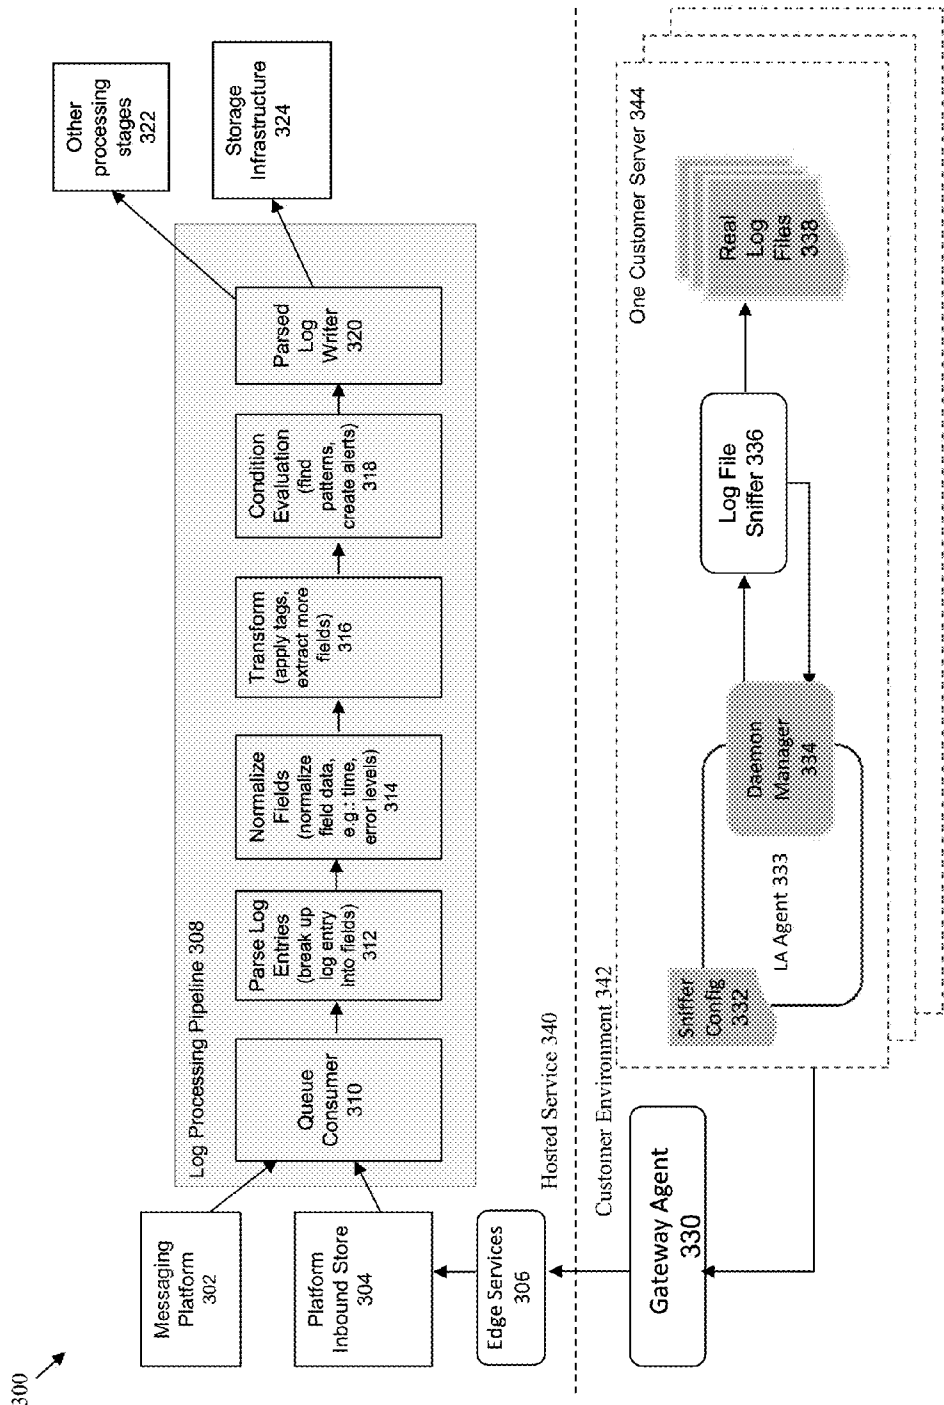 300
Messaging
Platform
302
Platform
Inbound Store
304
Edge Services
306
Log Processing Pipeline 308
Queue
Consumer
310
Parse Log
Entries
(break up
log entry
into fields)
312
Normalize
Fields
(normalize
field data,
e.g.: time,
error levels)
314
Transform
(apply tags,
extract more
fields)
316
Condition
Evaluation
(find
patterns,
create alerts)
318
Parsed
Log
Writer
320
Other
processing
stages
322
Storage
Infrastructure
324
Hosted Service 340
Customer Environment 342
Gateway Agent
330
One Customer Server 344
Sniffer
Config
332
LA Agent 333
Daemon
Manager
334
Log File
Sniffer 336
Real
Log
Files
338